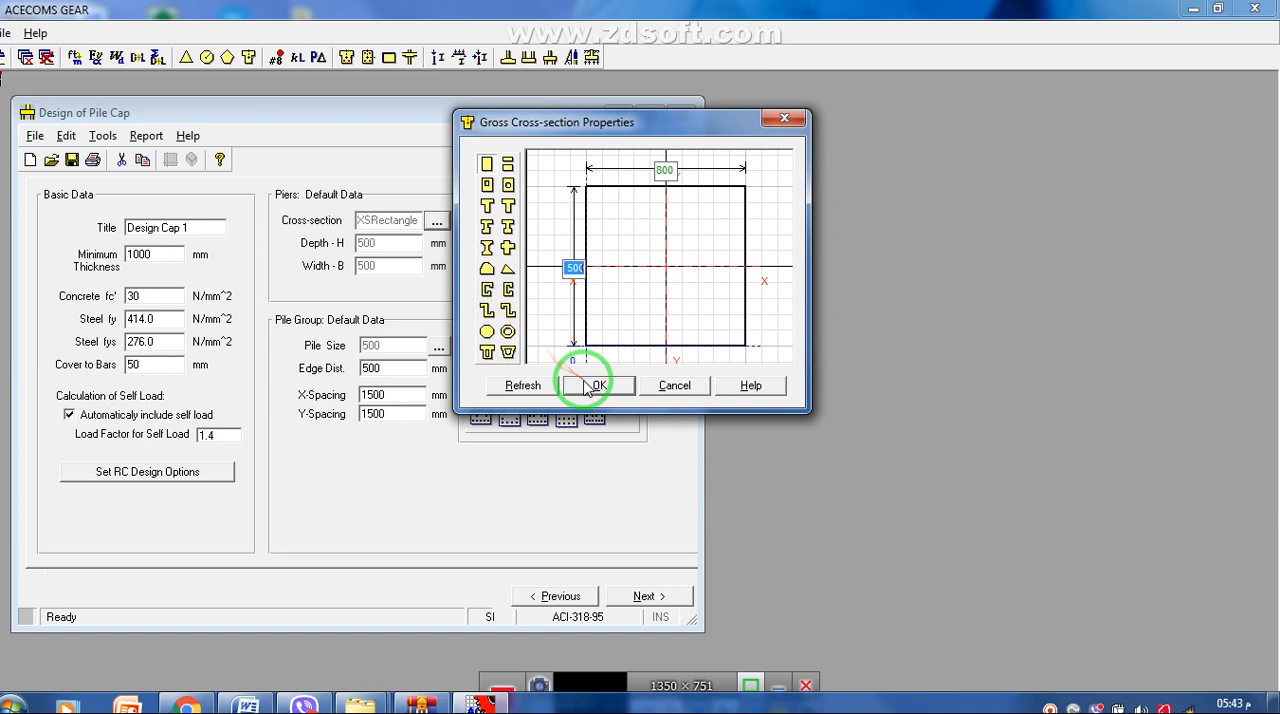 ACECOMS GEAR
www.zdsoft.com
ile Help
Design of Pile Cap
File Edit Tools Report Help
Basic Data
Title Design Cap 1
Minimum Thickness 1000 mm
Concrete fc' 30 N/mm^2
Steel fy 414.0 N/mm^2
Steel fys 276.0 N/mm^2
Cover to Bars 50 mm
Calculation of Self Load:
Automaticaly include self load
Load Factor for Self Load 1.4
Set RC Design Options
Piers: Default Data
Cross-section XSRectangle ...
Depth - H 500 mm
Width - B 500 mm
Pile Group: Default Data
Pile Size 500 ...
Edge Dist. 500 mm
X-Spacing 1500 mm
Y-Spacing 1500 mm
< Previous Next >
Ready SI ACI-318-95 INS
Gross Cross-section Properties
800
500
X X
Y
0
Refresh OK Cancel Help
1350 × 751
05:43 م